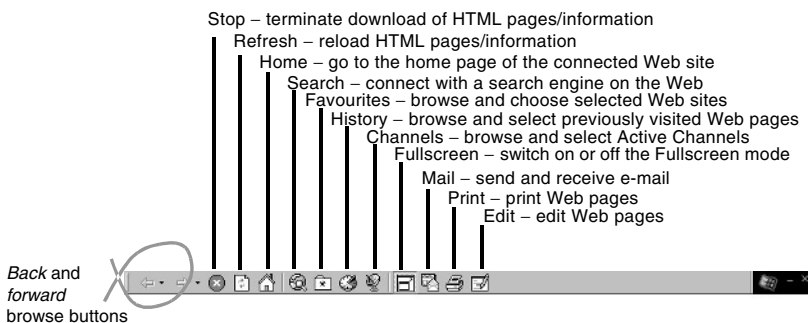 Stop – terminate download of HTML pages/information
Refresh – reload HTML pages/information
Home – go to the home page of the connected Web site
Search – connect with a search engine on the Web
Favourites – browse and choose selected Web sites
History – browse and select previously visited Web pages
Channels – browse and select Active Channels
Fullscreen – switch on or off the Fullscreen mode
Mail – send and receive e-mail
Print – print Web pages
Edit – edit Web pages
Back and
forward
browse buttons